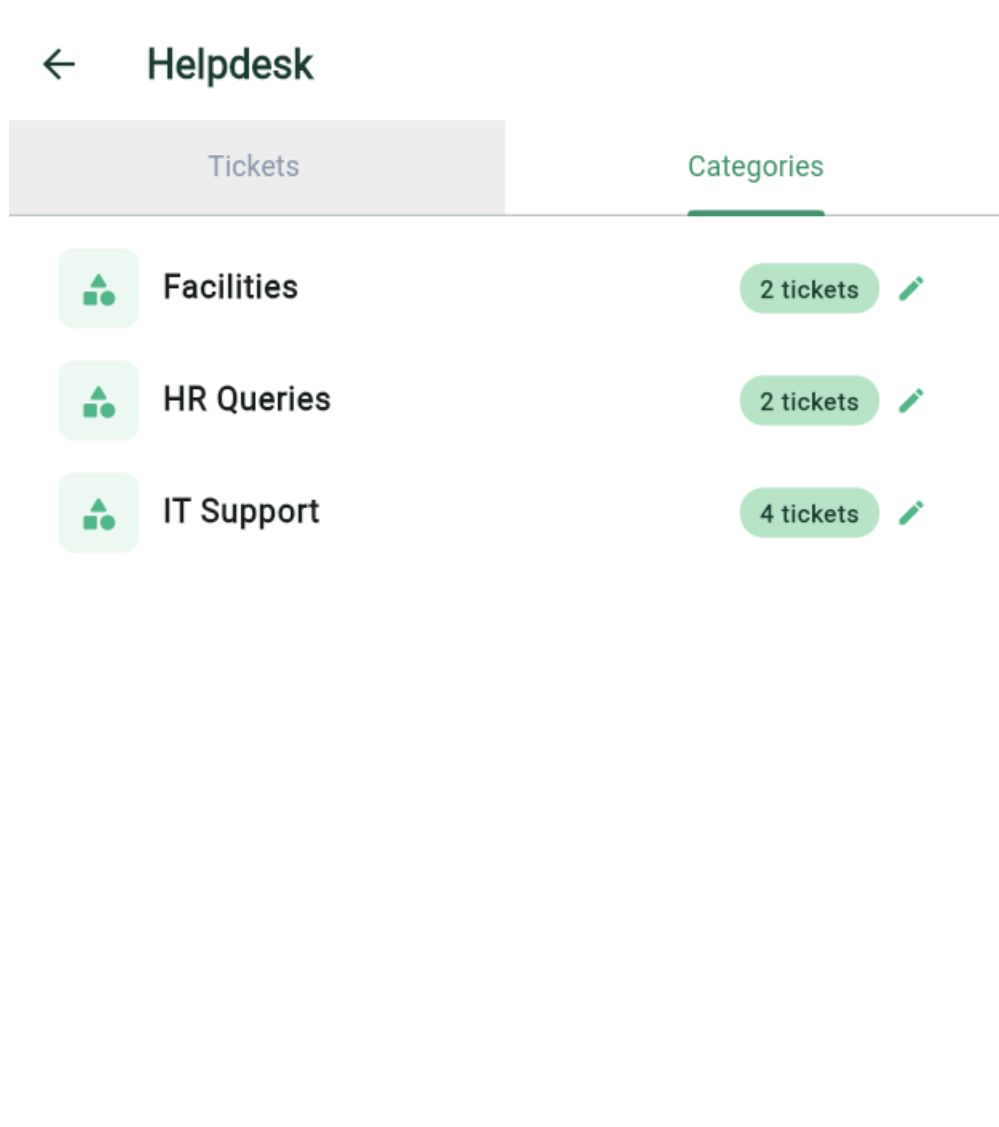 Helpdesk
Tickets Categories
Facilities 2 tickets
HR Queries 2 tickets
IT Support 4 tickets